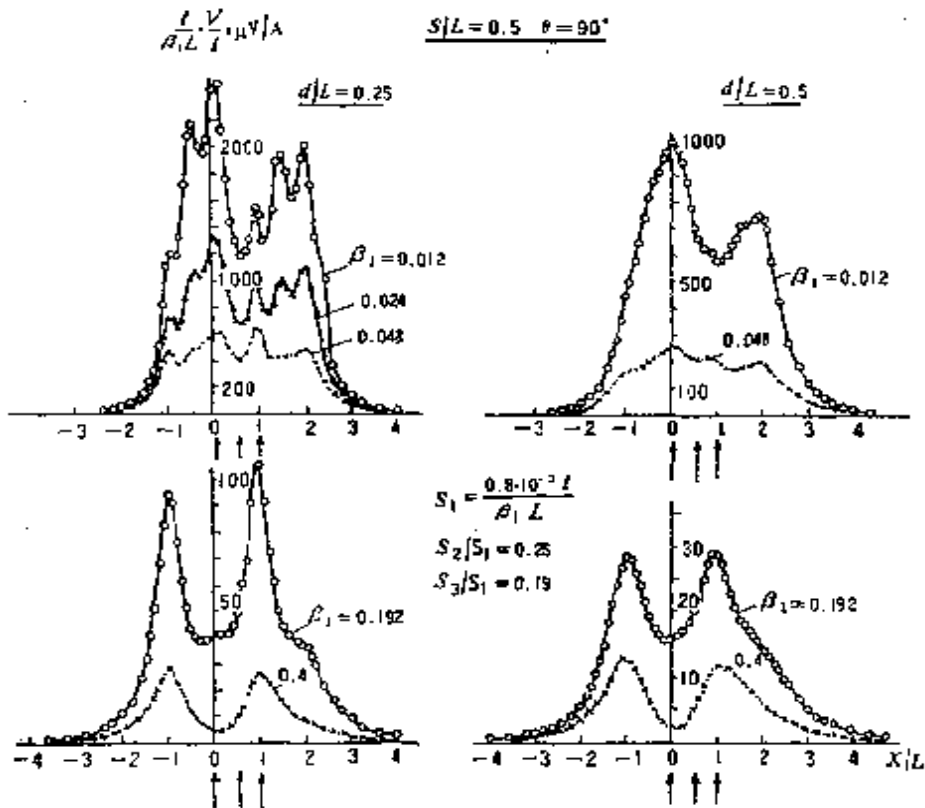 t/β₁L · V/I · μV/A
S/L = 0.5 θ = 90°
d/L = 0.25
d/L = 0.5
2000
1000
200
β₁ = 0.012
0.024
0.048
1000
500
100
β₁ = 0.012
0.048
-3 -2 -1 0 1 2 3 4
-3 -2 -1 0 1 2 3 4
100
50
β₁ = 0.192
0.4
S₁ = 0.8·10⁻³ t / β₁ L
S₂/S₁ = 0.25
S₃/S₁ = 0.19
30
20
10
β₁ = 0.192
0.4
-4 -3 -2 -1 0 1 2 3 4
-4 -3 -2 -1 0 1 2 3 4 X/L